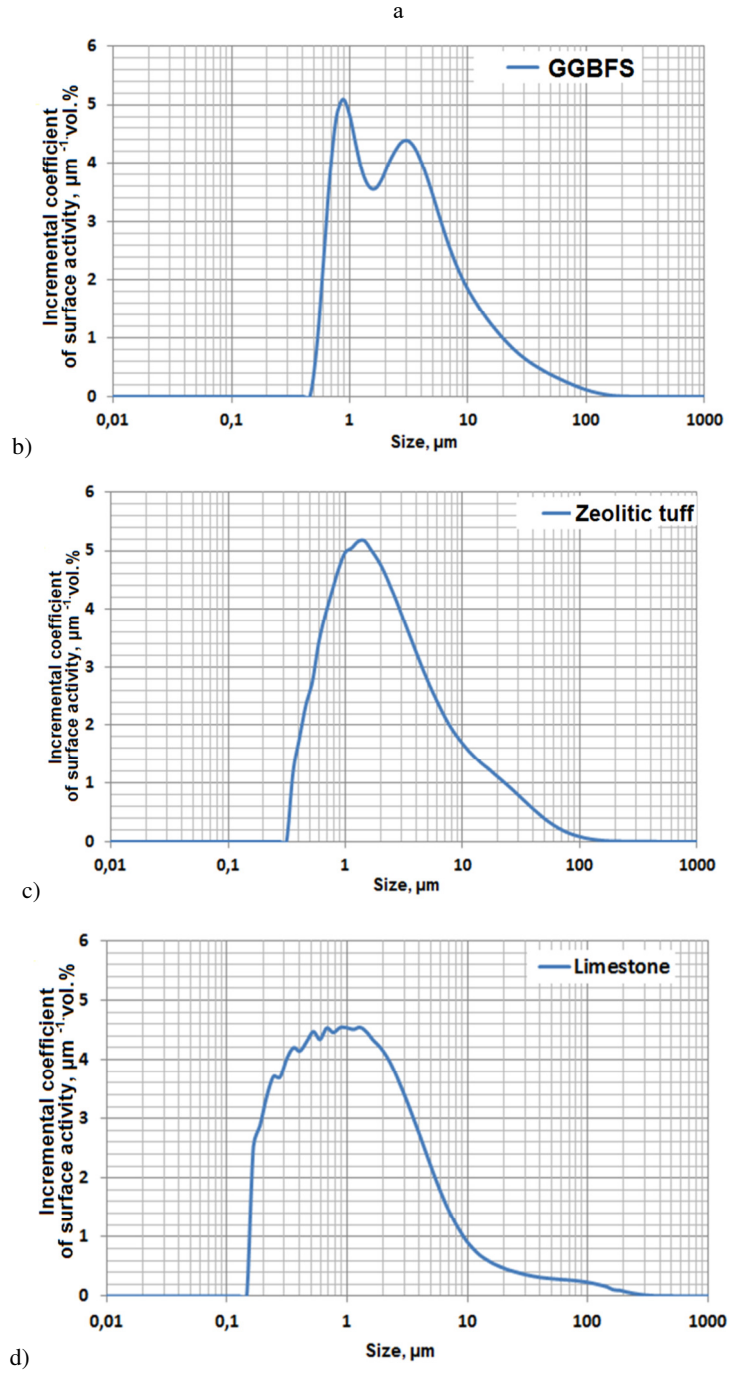 a
6
5
4
3
2
1
0
Incremental coefficient
of surface activity, µm ⁻¹·vol.%
GGBFS
0,01 0,1 1 10 100 1000
Size, µm
b)
6
5
4
3
2
1
0
Incremental coefficient
of surface activity, µm ⁻¹·vol.%
Zeolitic tuff
0,01 0,1 1 10 100 1000
Size, µm
c)
6
5
4
3
2
1
0
Incremental coefficient
of surface activity, µm ⁻¹·vol.%
Limestone
0,01 0,1 1 10 100 1000
Size, µm
d)